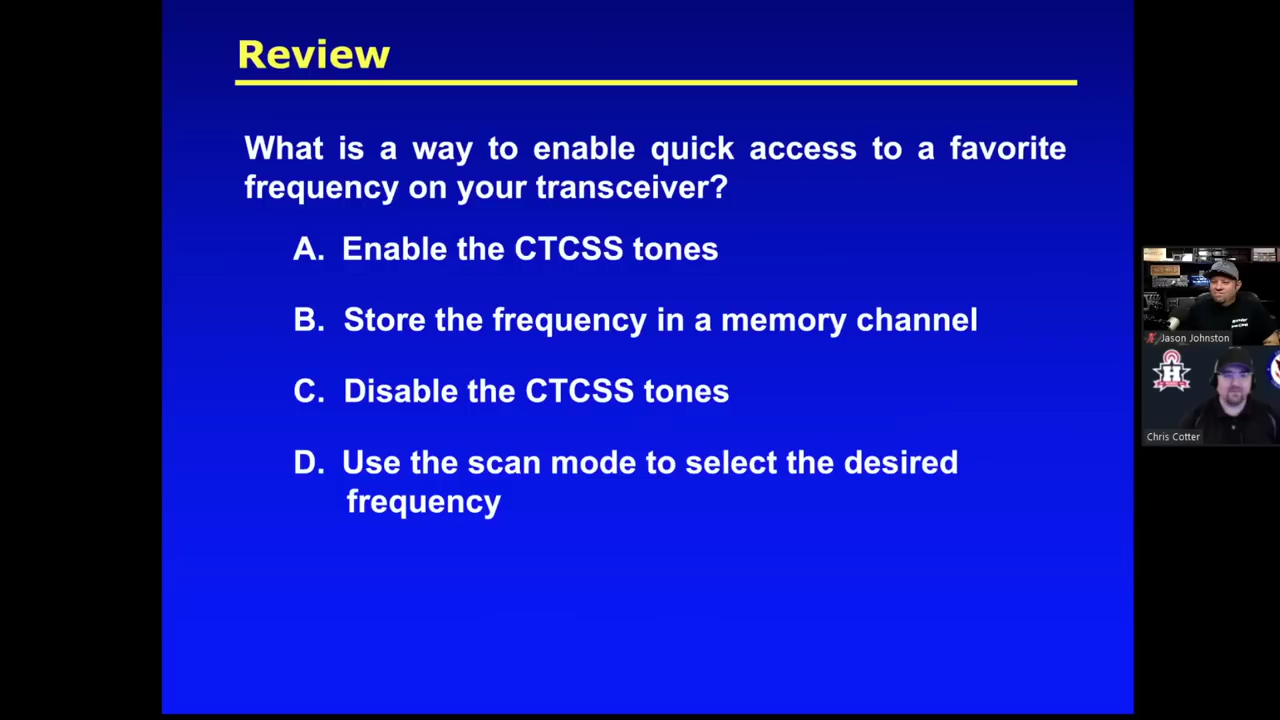 Review
What is a way to enable quick access to a favorite
frequency on your transceiver?
A. Enable the CTCSS tones
B. Store the frequency in a memory channel
C. Disable the CTCSS tones
D. Use the scan mode to select the desired
frequency
Jason Johnston
H
Chris Cotter